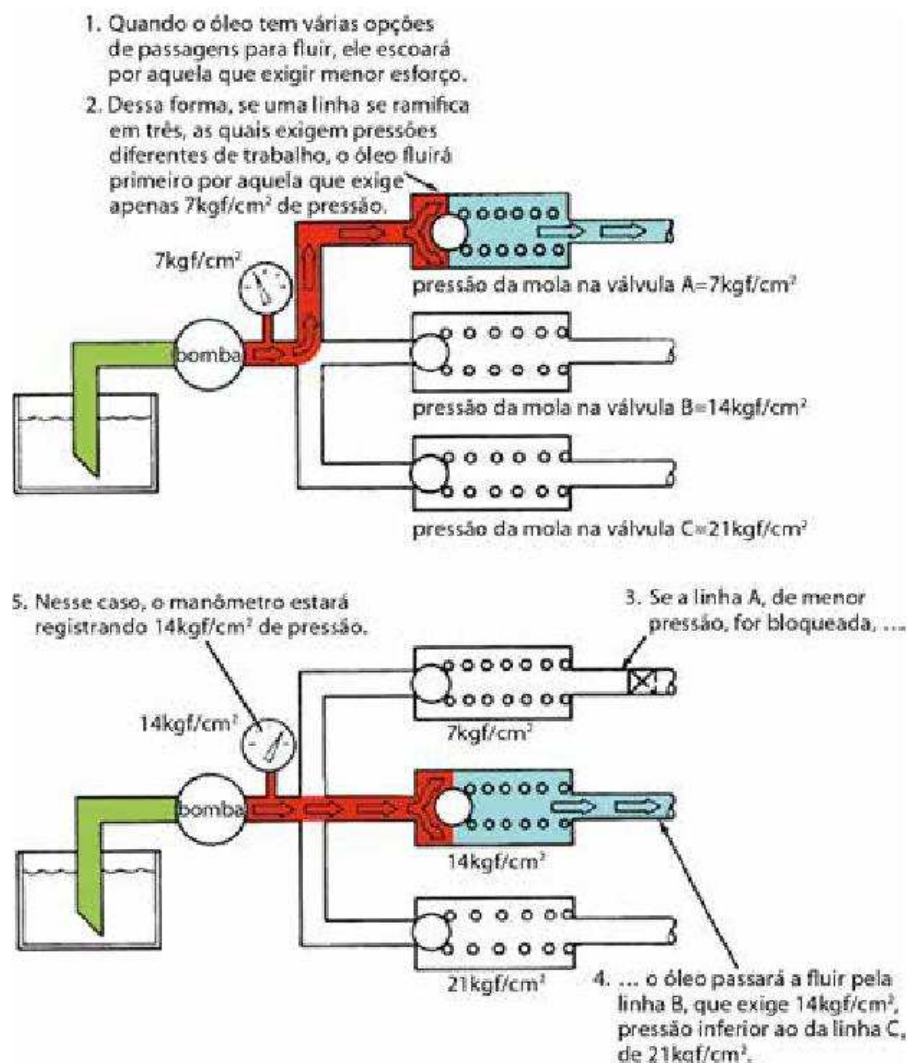 1. Quando o óleo tem várias opções
de passagens para fluir, ele escoará
por aquela que exigir menor esforço.
2. Dessa forma, se uma linha se ramifica
em três, as quais exigem pressões
diferentes de trabalho, o óleo fluirá
primeiro por aquela que exige
apenas 7kgf/cm² de pressão.
7kgf/cm²
pressão da mola na válvula A=7kgf/cm²
bomba
pressão da mola na válvula B=14kgf/cm²
pressão da mola na válvula C=21kgf/cm²
5. Nesse caso, o manômetro estará
registrando 14kgf/cm² de pressão.
3. Se a linha A, de menor
pressão, for bloqueada, ...
14kgf/cm²
7kgf/cm²
bomba
14kgf/cm²
21kgf/cm²
4. ... o óleo passará a fluir pela
linha B, que exige 14kgf/cm²,
pressão inferior ao da linha C,
de 21kgf/cm².